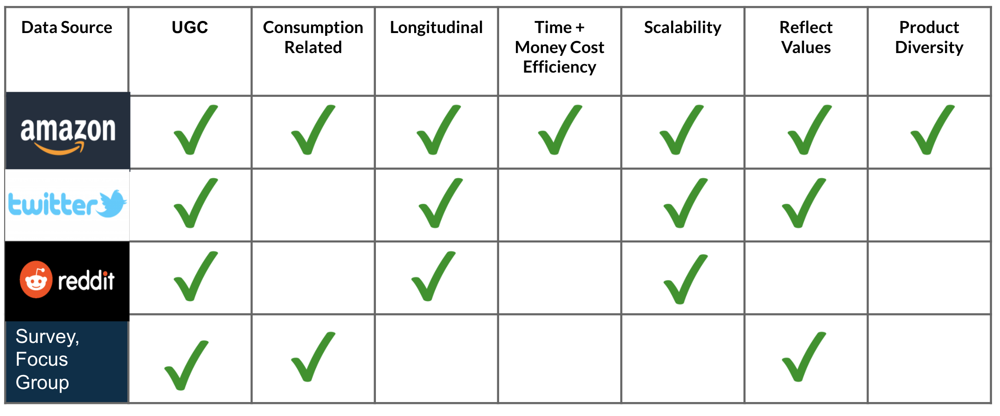 Data Source
UGC
Consumption
Related
Longitudinal
Time +
Money Cost
Efficiency
Scalability
Reflect
Values
Product
Diversity
amazon
twitter
reddit
Survey,
Focus
Group